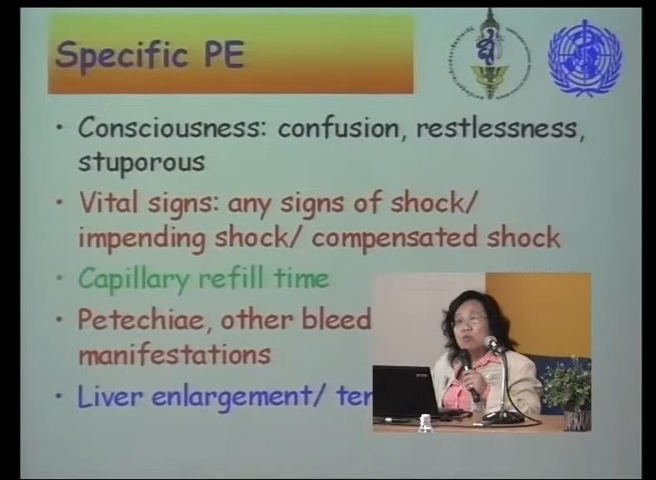 Specific PE
• Consciousness: confusion, restlessness,
stuporous
• Vital signs: any signs of shock/
impending shock/ compensated shock
• Capillary refill time
• Petechiae, other bleed
manifestations
• Liver enlargement/ ten